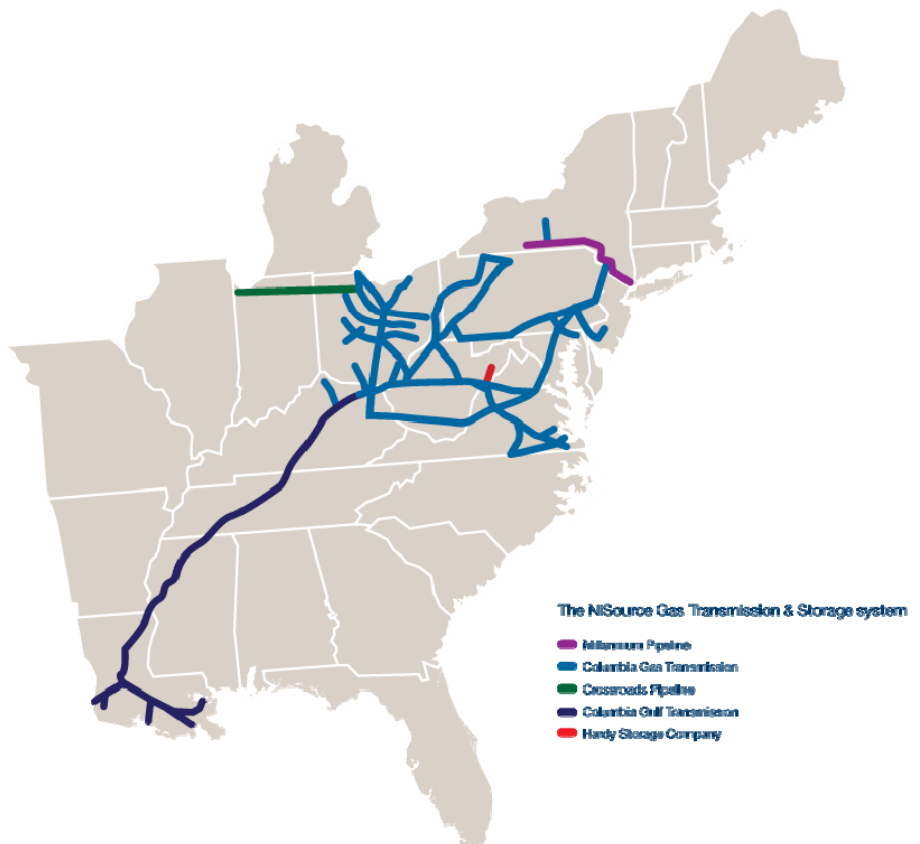 The NiSource Gas Transmission & Storage system
Millennium Pipeline
Columbia Gas Transmission
Crossroads Pipeline
Columbia Gulf Transmission
Hardy Storage Company